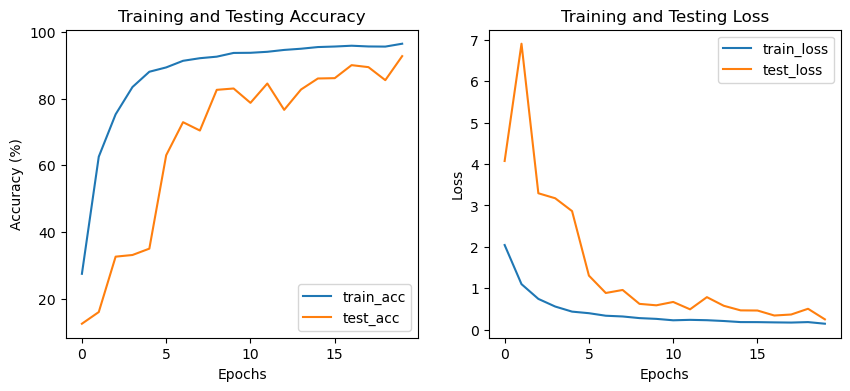 Training and Testing Accuracy
100
80
60
40
20
Accuracy (%)
0
5
10
15
Epochs
train_acc
test_acc
Training and Testing Loss
7
6
5
4
3
2
1
0
Loss
0
5
10
15
Epochs
train_loss
test_loss